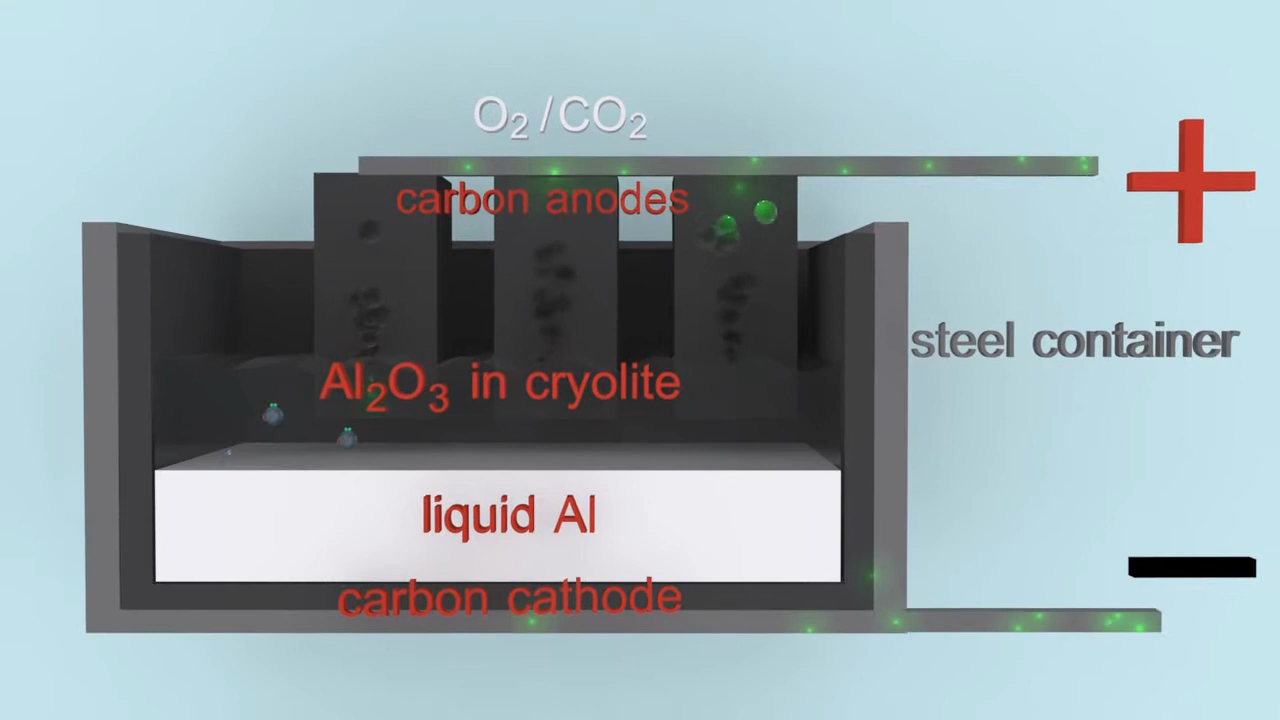 O₂/CO₂
carbon anodes
steel container
Al₂O₃ in cryolite
liquid Al
carbon cathode